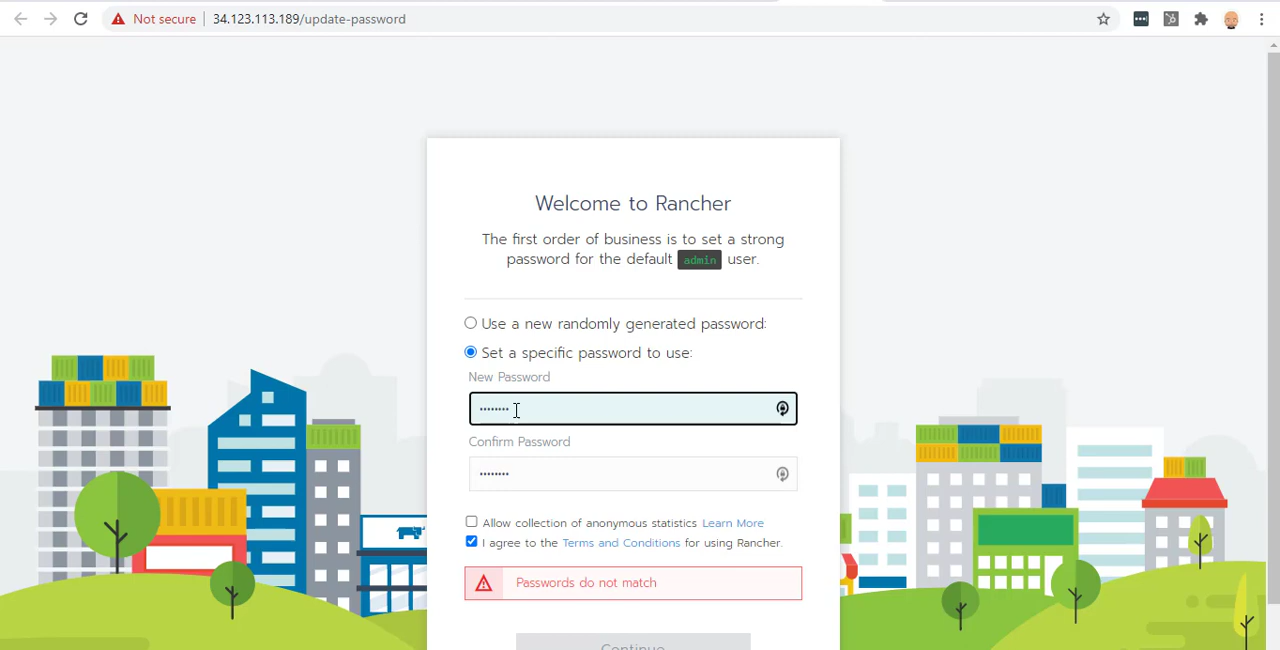 Not secure
34.123.113.189/update-password
Welcome to Rancher
The first order of business is to set a strong
password for the default admin user.
Use a new randomly generated password:
Set a specific password to use:
New Password
••••••••
Confirm Password
••••••••
Allow collection of anonymous statistics Learn More
I agree to the Terms and Conditions for using Rancher.
Passwords do not match
Continue